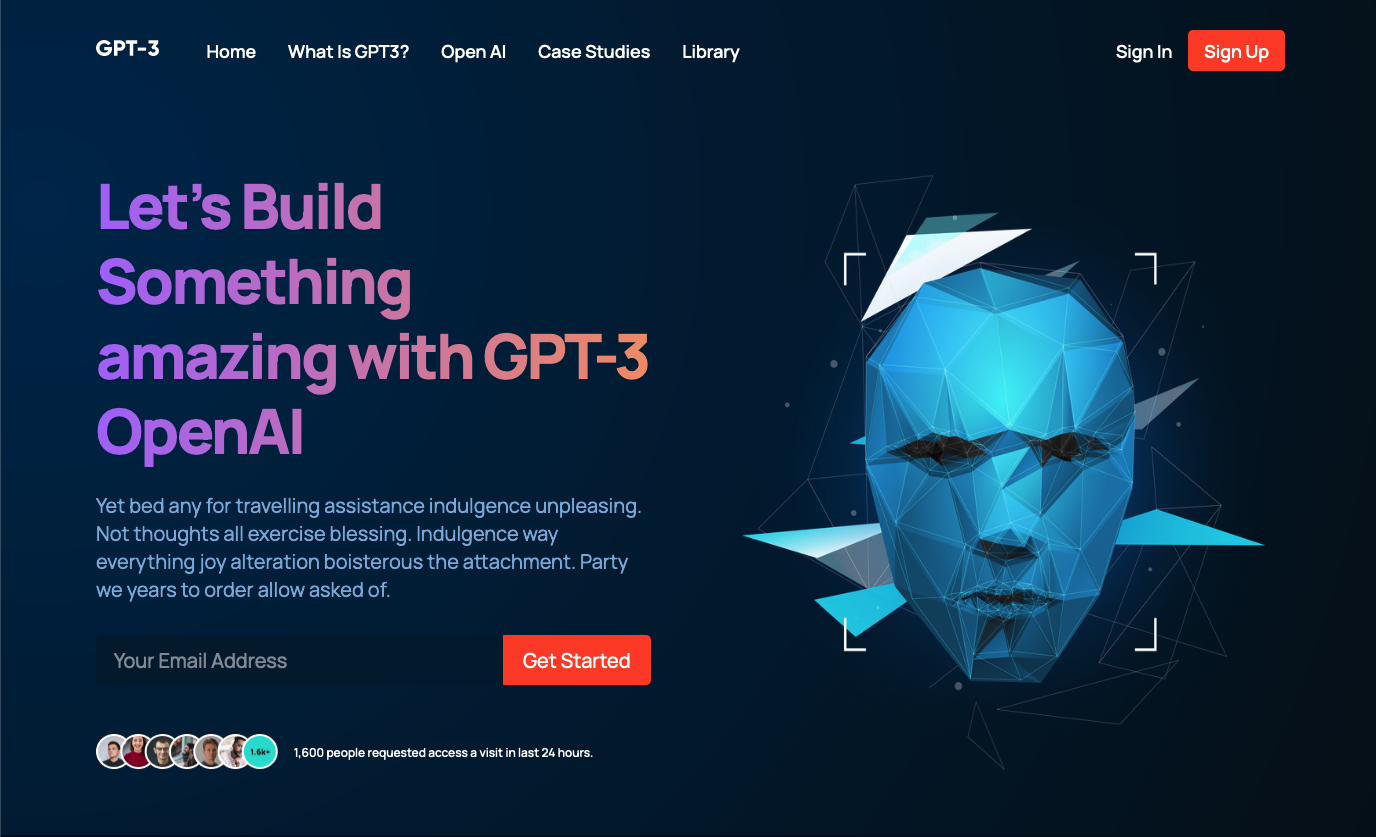 GPT-3
Home
What Is GPT3?
Open AI
Case Studies
Library
Sign In
Sign Up
Let’s Build
Something
amazing with GPT-3
OpenAI
Yet bed any for travelling assistance indulgence unpleasing.
Not thoughts all exercise blessing. Indulgence way
everything joy alteration boisterous the attachment. Party
we years to order allow asked of.
Your Email Address
Get Started
1.6k+
1,600 people requested access a visit in last 24 hours.